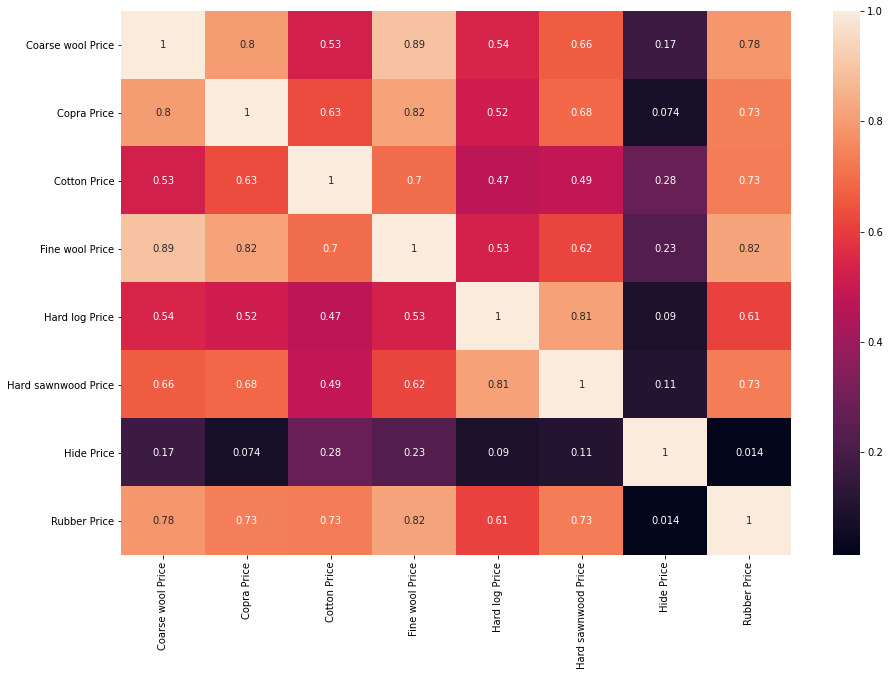 Coarse wool Price 1 0.8 0.53 0.89 0.54 0.66 0.17 0.78
Copra Price 0.8 1 0.63 0.82 0.52 0.68 0.074 0.73
Cotton Price 0.53 0.63 1 0.7 0.47 0.49 0.28 0.73
Fine wool Price 0.89 0.82 0.7 1 0.53 0.62 0.23 0.82
Hard log Price 0.54 0.52 0.47 0.53 1 0.81 0.09 0.61
Hard sawnwood Price 0.66 0.68 0.49 0.62 0.81 1 0.11 0.73
Hide Price 0.17 0.074 0.28 0.23 0.09 0.11 1 0.014
Rubber Price 0.78 0.73 0.73 0.82 0.61 0.73 0.014 1
Coarse wool Price
Copra Price
Cotton Price
Fine wool Price
Hard log Price
Hard sawnwood Price
Hide Price
Rubber Price
1.0
0.8
0.6
0.4
0.2